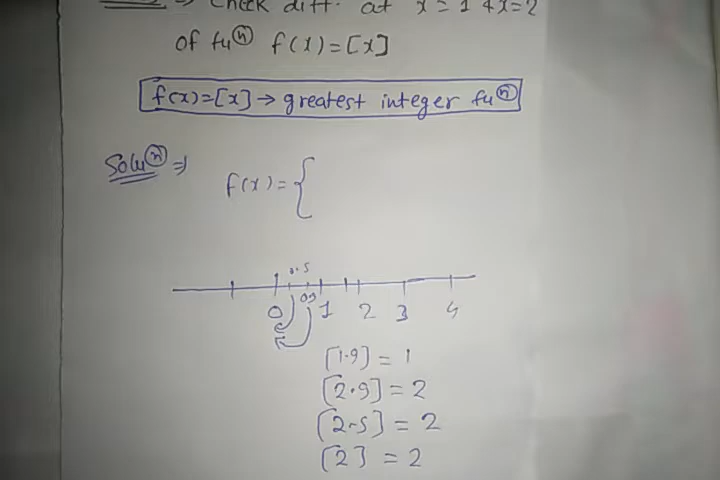 ⇒ Check diff. at x = 1 & x = 2
of fuⓝ f(x) = [x]
f(x) = [x] → greatest integer fuⓝ
Soluⓝ ⇒
f(x) = {
0.5
0.9
0 1 2 3 4
[1.9] = 1
[2.9] = 2
[2.5] = 2
[2] = 2